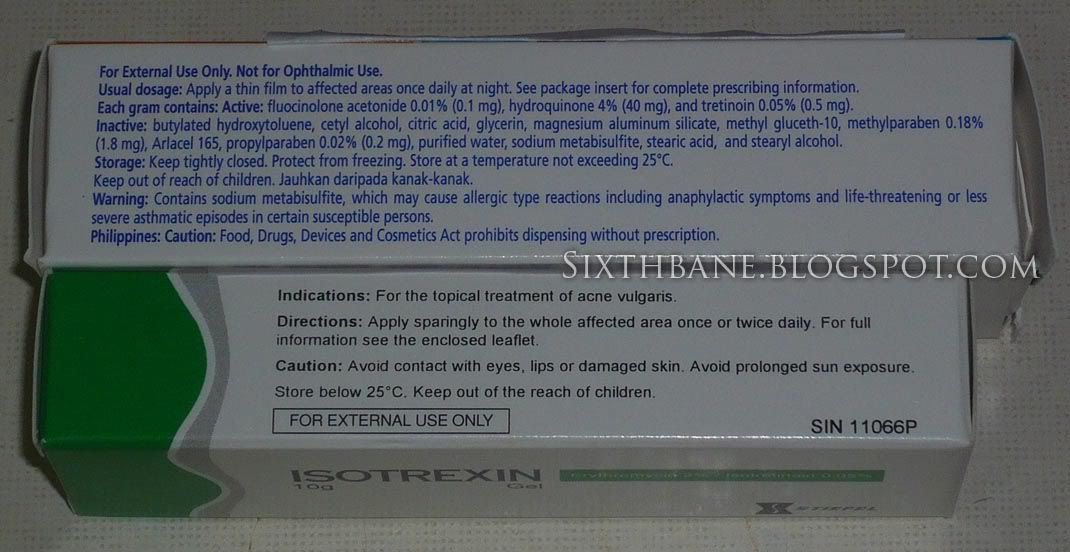 For External Use Only. Not for Ophthalmic Use.
Usual dosage: Apply a thin film to affected areas once daily at night. See package insert for complete prescribing information.
Each gram contains: Active: fluocinolone acetonide 0.01% (0.1 mg), hydroquinone 4% (40 mg), and tretinoin 0.05% (0.5 mg).
Inactive: butylated hydroxytoluene, cetyl alcohol, citric acid, glycerin, magnesium aluminum silicate, methyl gluceth-10, methylparaben 0.18%
(1.8 mg), Arlacel 165, propylparaben 0.02% (0.2 mg), purified water, sodium metabisulfite, stearic acid, and stearyl alcohol.
Storage: Keep tightly closed. Protect from freezing. Store at a temperature not exceeding 25°C.
Keep out of reach of children. Jauhkan daripada kanak-kanak.
Warning: Contains sodium metabisulfite, which may cause allergic type reactions including anaphylactic symptoms and life-threatening or less
severe asthmatic episodes in certain susceptible persons.
Philippines: Caution: Food, Drugs, Devices and Cosmetics Act prohibits dispensing without prescription.
Sixthbane.blogspot.com
Indications: For the topical treatment of acne vulgaris.
Directions: Apply sparingly to the whole affected area once or twice daily. For full
information see the enclosed leaflet.
Caution: Avoid contact with eyes, lips or damaged skin. Avoid prolonged sun exposure.
Store below 25°C. Keep out of the reach of children.
FOR EXTERNAL USE ONLY
SIN 11066P
ISOTREXIN
10g Gel
Erythromycin 2% Isotretinoin 0.05%
STIEFEL